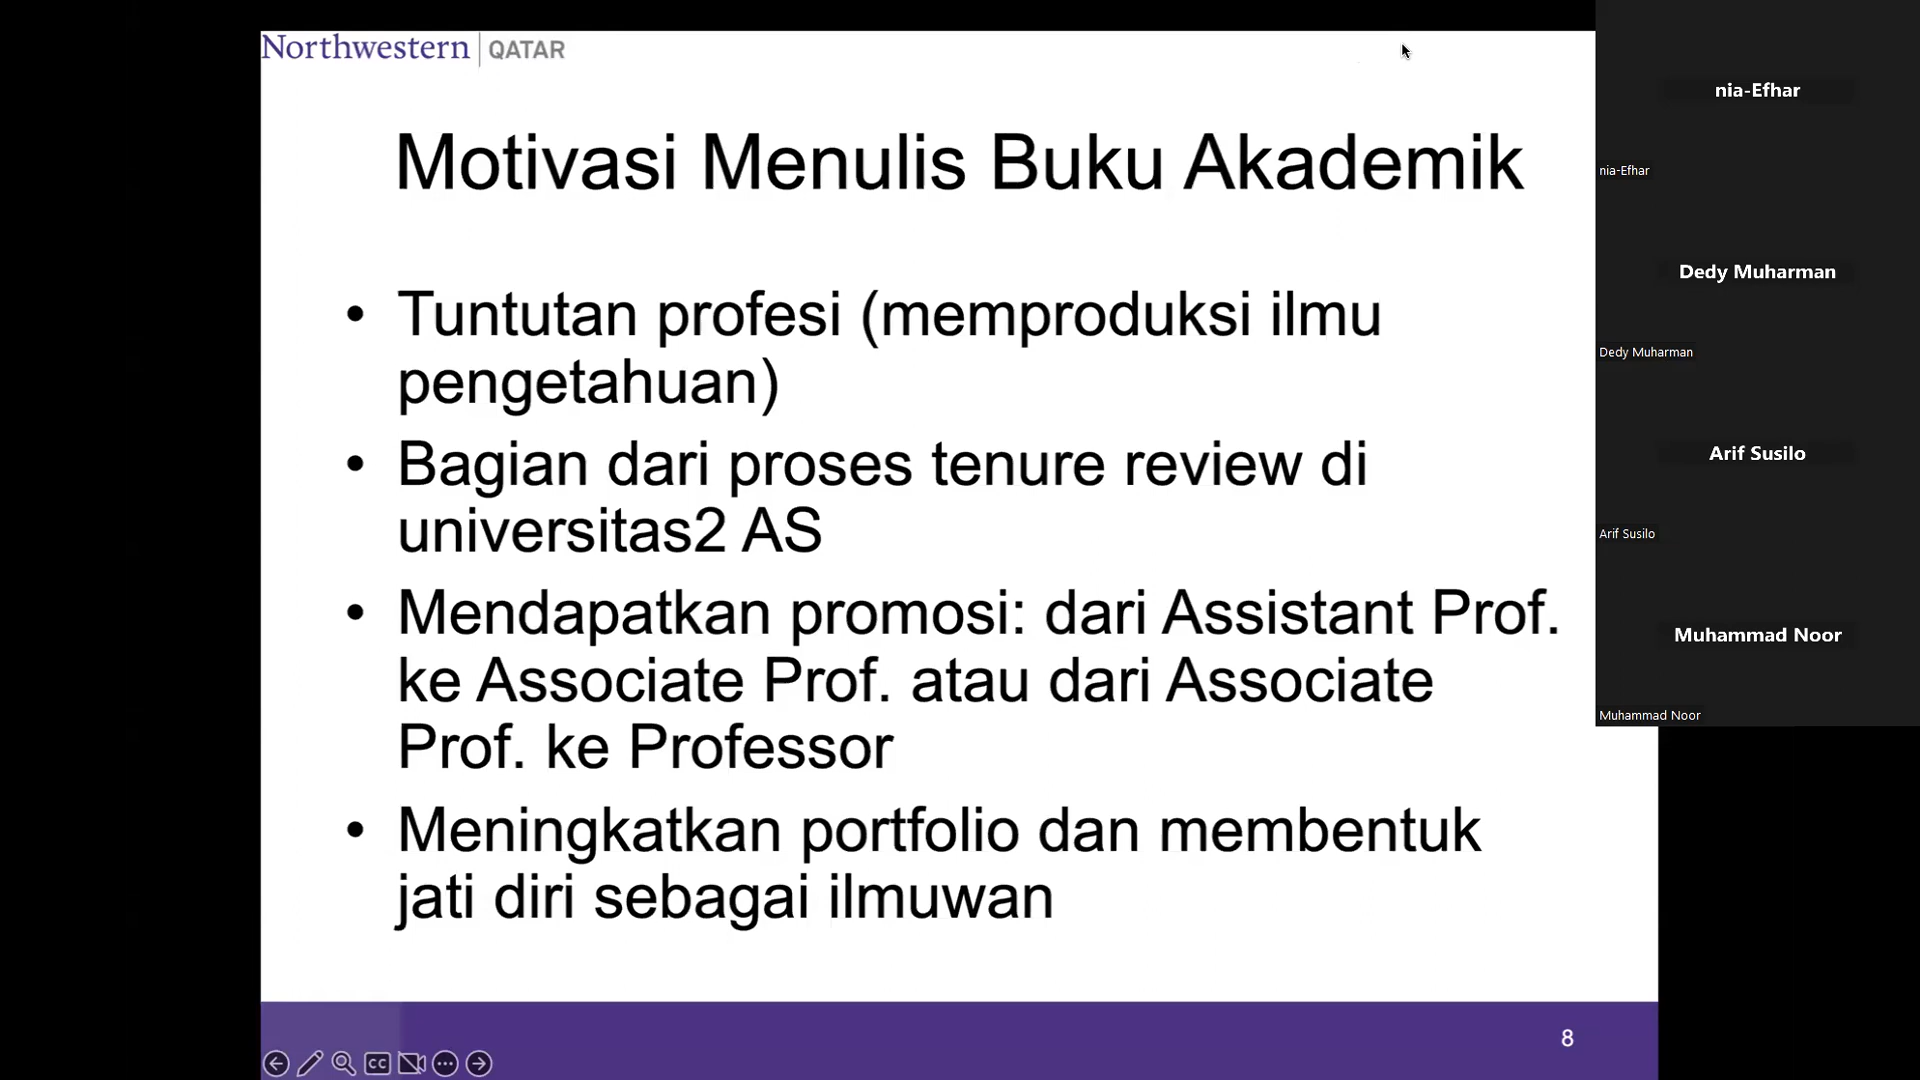 Northwestern | QATAR
Motivasi Menulis Buku Akademik
• Tuntutan profesi (memproduksi ilmu
pengetahuan)
• Bagian dari proses tenure review di
universitas2 AS
• Mendapatkan promosi: dari Assistant Prof.
ke Associate Prof. atau dari Associate
Prof. ke Professor
• Meningkatkan portfolio dan membentuk
jati diri sebagai ilmuwan
8
CC
nia-Efhar
nia-Efhar
Dedy Muharman
Dedy Muharman
Arif Susilo
Arif Susilo
Muhammad Noor
Muhammad Noor